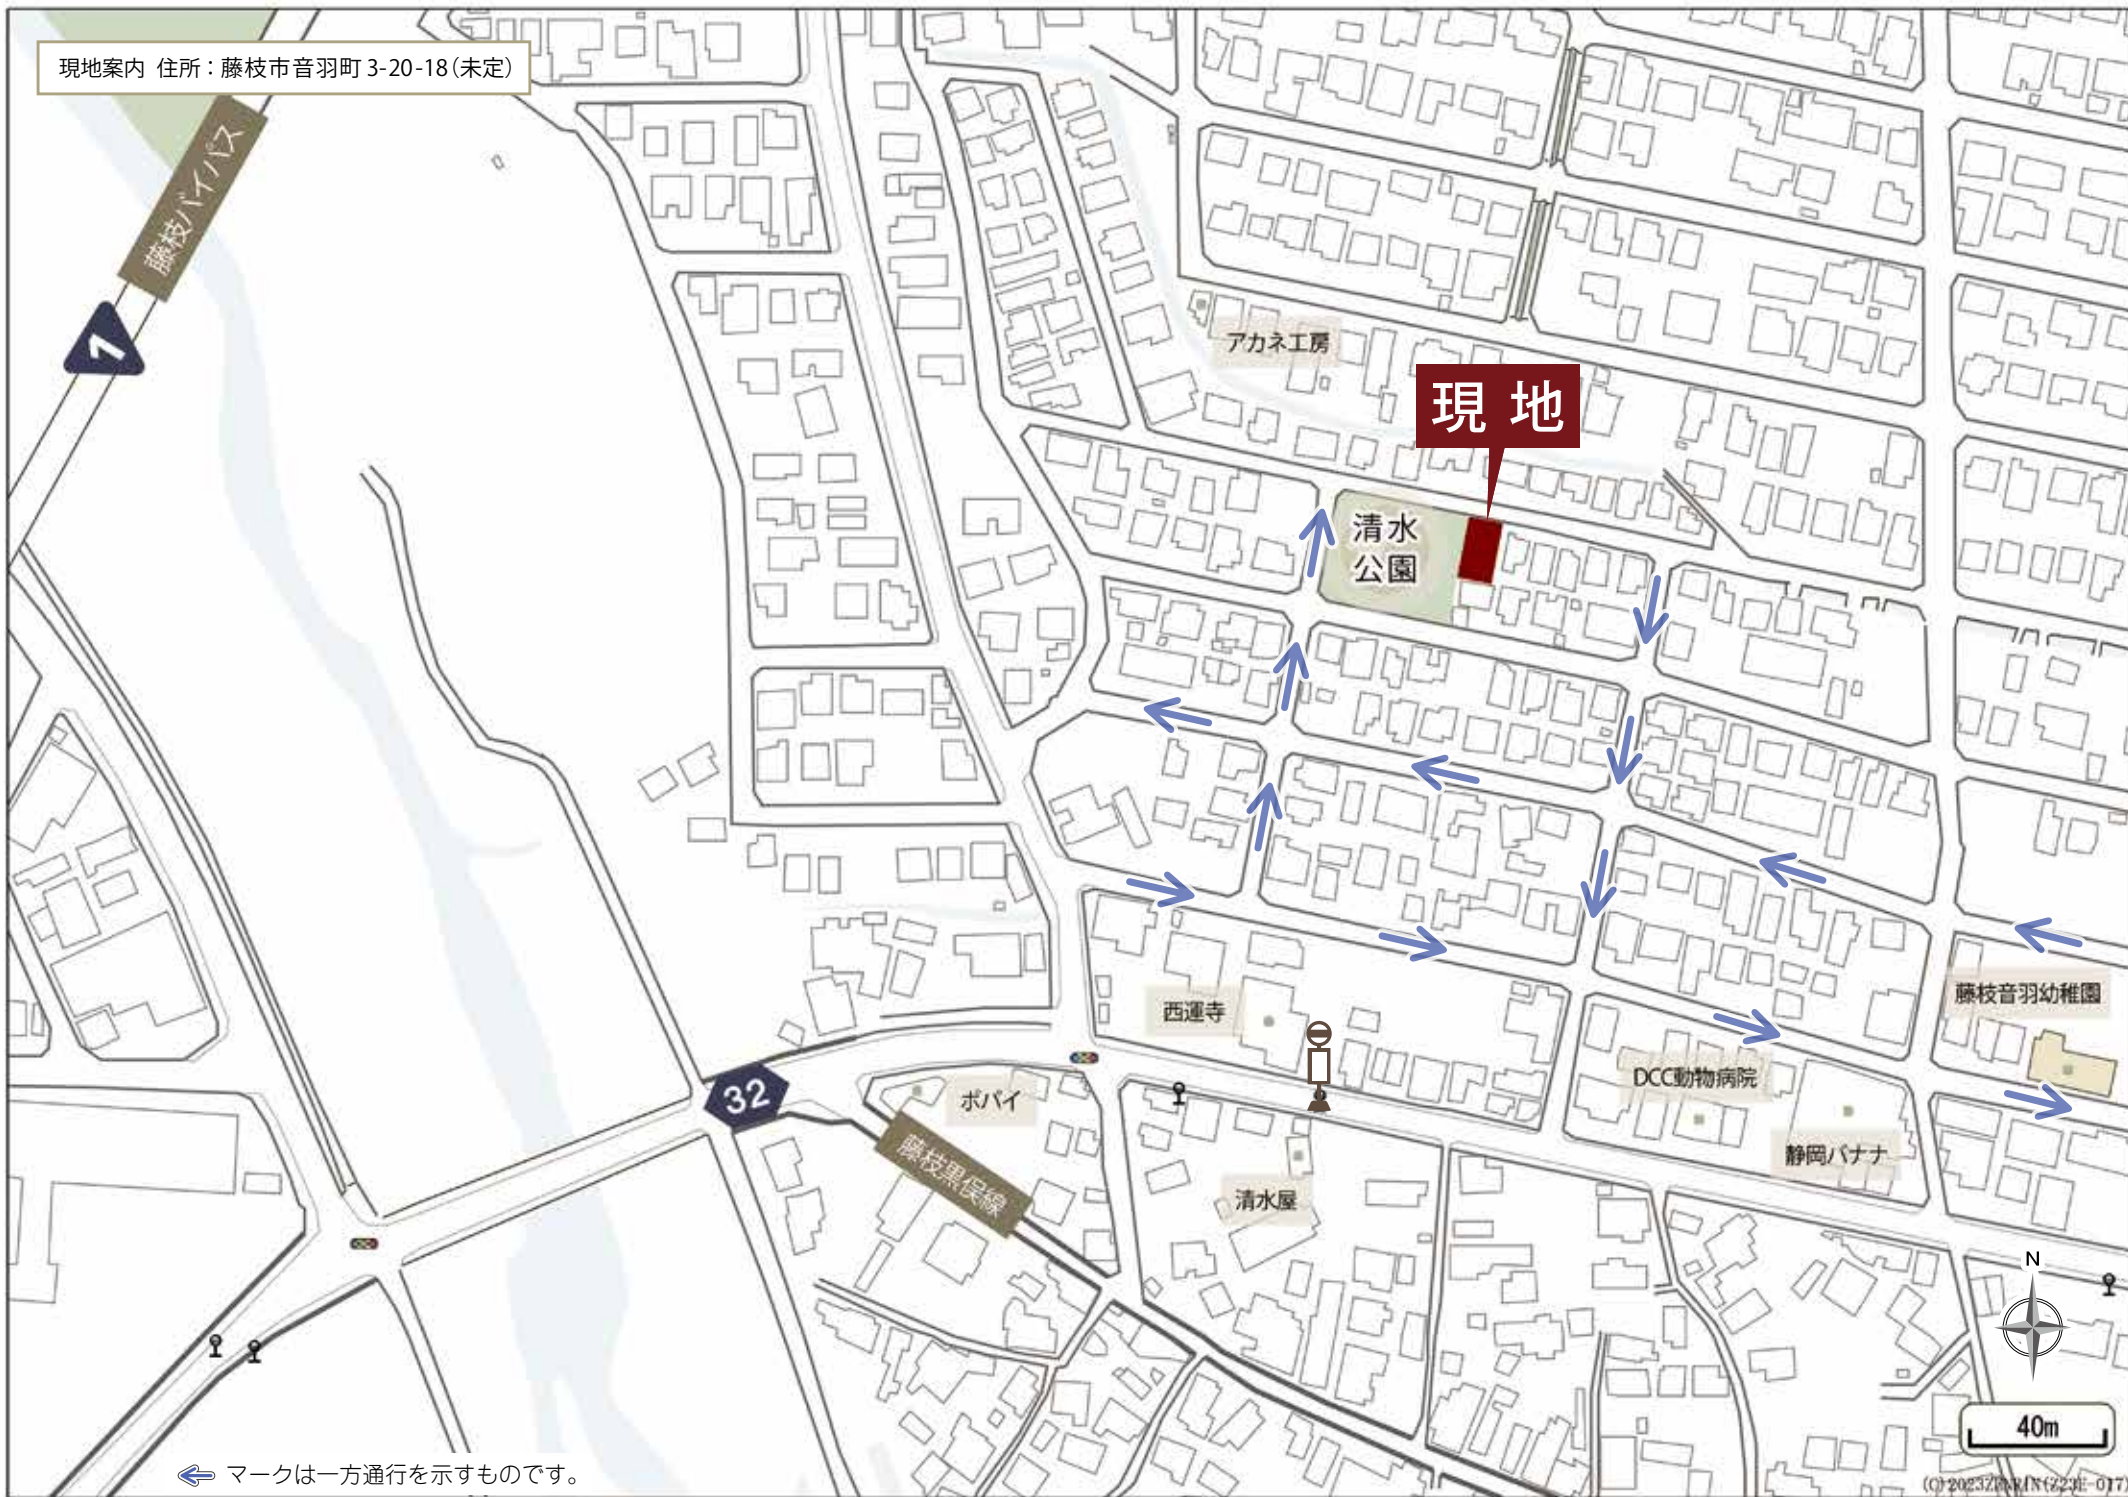 現地案内 住所：藤枝市音羽町 3-20-18（未定）
藤枝バイパス
1
アカネ工房
現 地
清水
公園
西運寺
藤枝音羽幼稚園
DCC動物病院
静岡バナナ
32
ポパイ
藤枝黒俣線
清水屋
N
40m
マークは一方通行を示すものです。
(C)2023ZENRIN(Z23E-017)